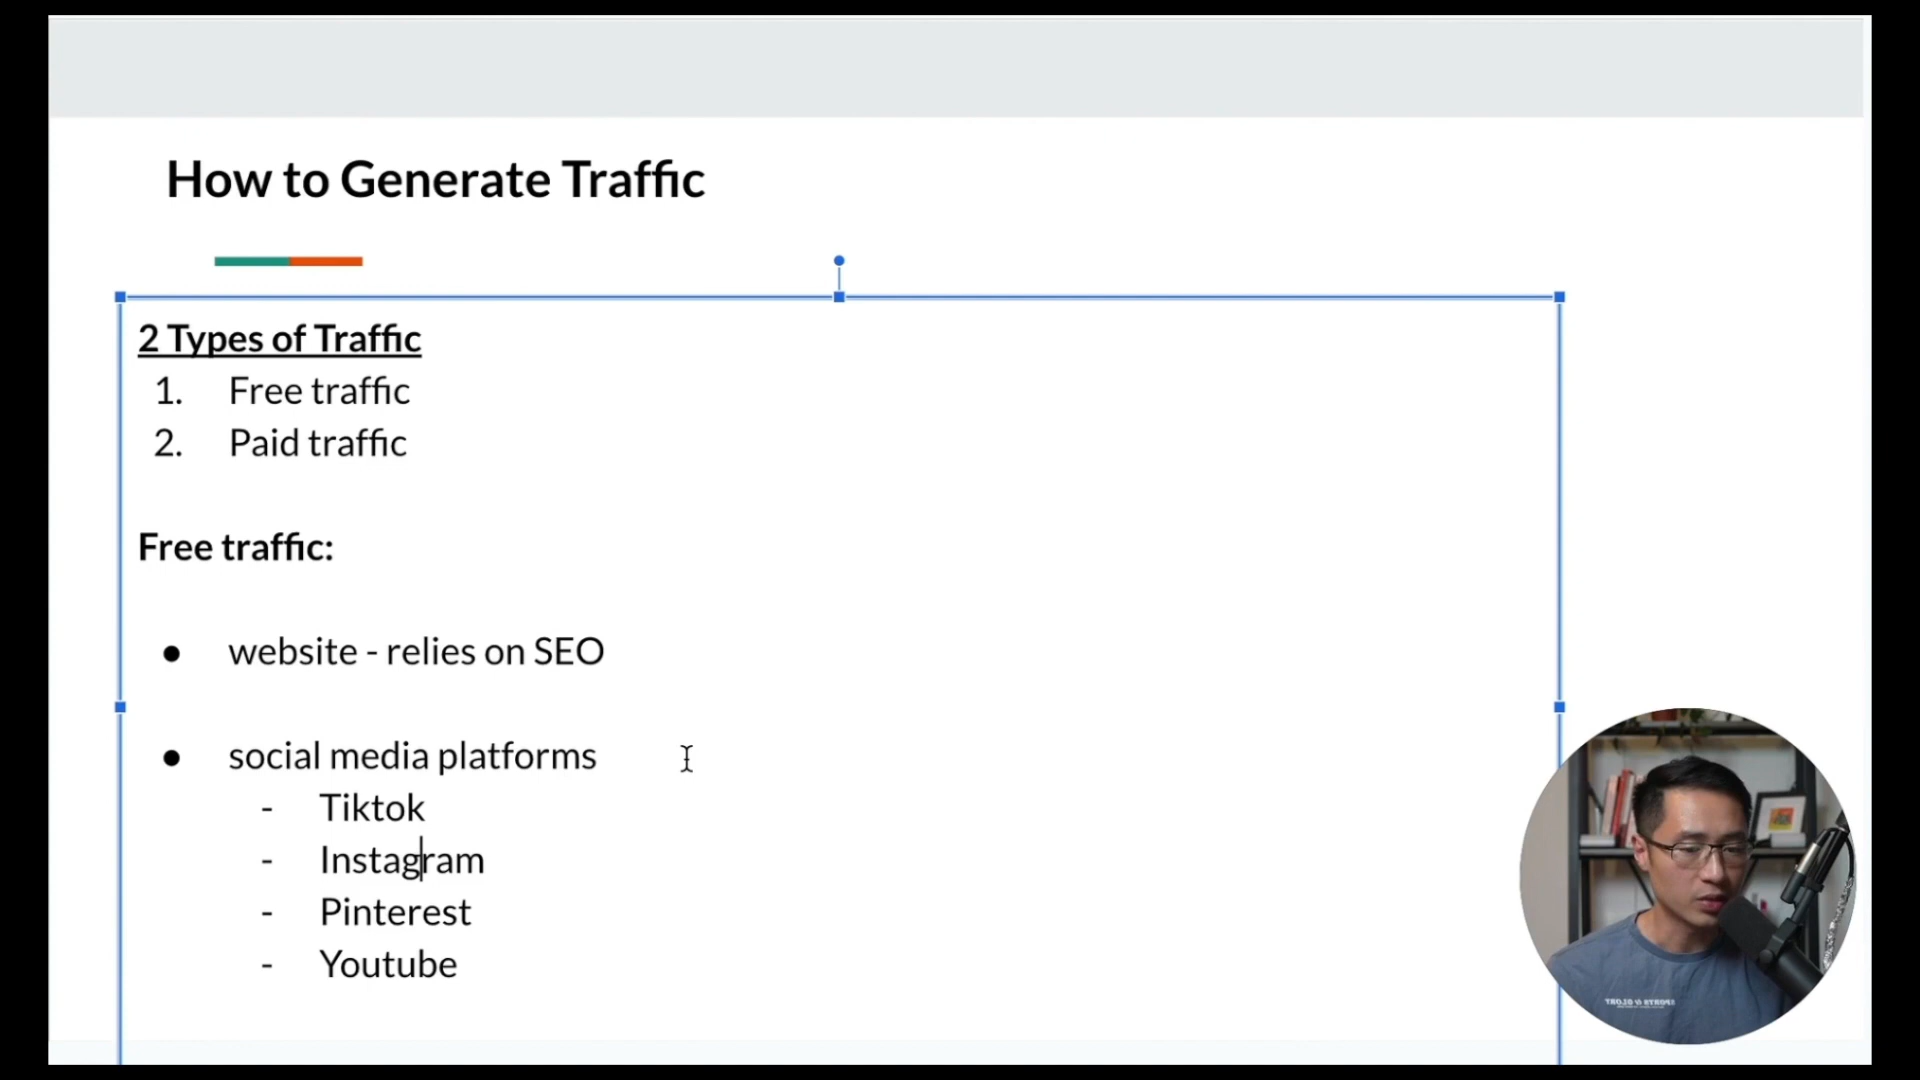 How to Generate Traffic
2 Types of Traffic
1. Free traffic
2. Paid traffic
Free traffic:
● website - relies on SEO
● social media platforms
- Tiktok
- Instagram
- Pinterest
- Youtube